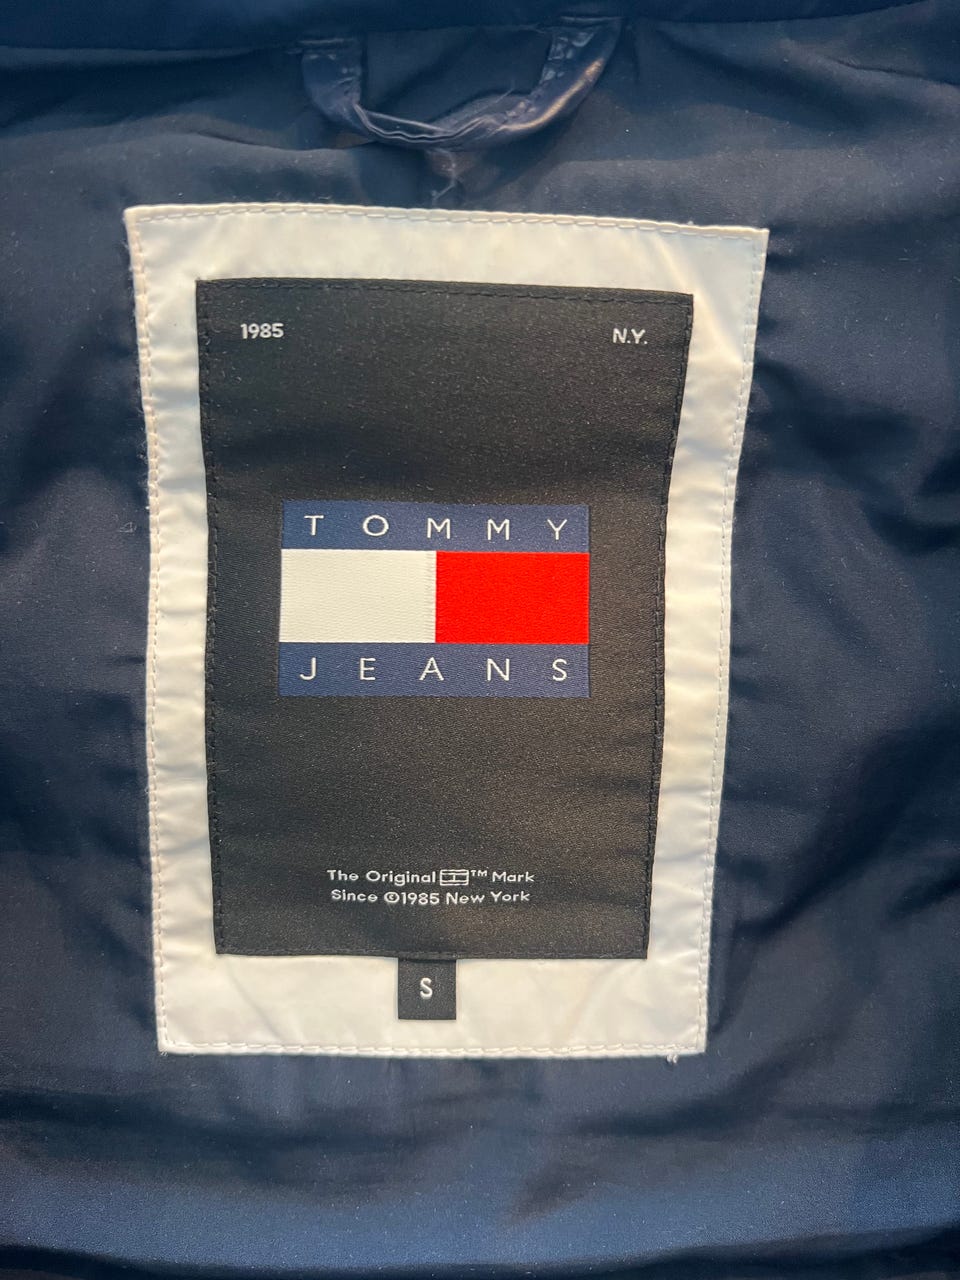 1985 N.Y.
TOMMY
JEANS
The Original ™ Mark
Since ©1985 New York
S